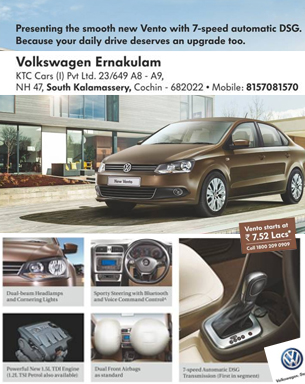 Presenting the smooth new Vento with 7-speed automatic DSG.
Because your daily drive deserves an upgrade too.
Volkswagen Ernakulam
KTC Cars (I) Pvt Ltd. 23/649 A8 - A9,
NH 47, South Kalamassery, Cochin - 682022 • Mobile: 8157081570
New Vento
Vento starts at
₹ 7.52 Lacs*
Call 1800 209 0909
Dual-beam Headlamps
and Cornering Lights
Sporty Steering with Bluetooth
and Voice Command Control^
Powerful New 1.5L TDI Engine
(1.2L TSI Petrol also available)
Dual Front Airbags
as standard
7-speed Automatic DSG
Transmission (First in segment)